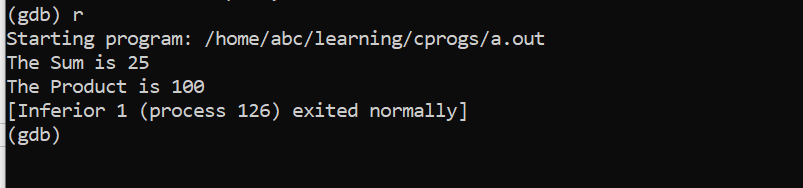 (gdb) r
Starting program: /home/abc/learning/cprogs/a.out
The Sum is 25
The Product is 100
[Inferior 1 (process 126) exited normally]
(gdb)